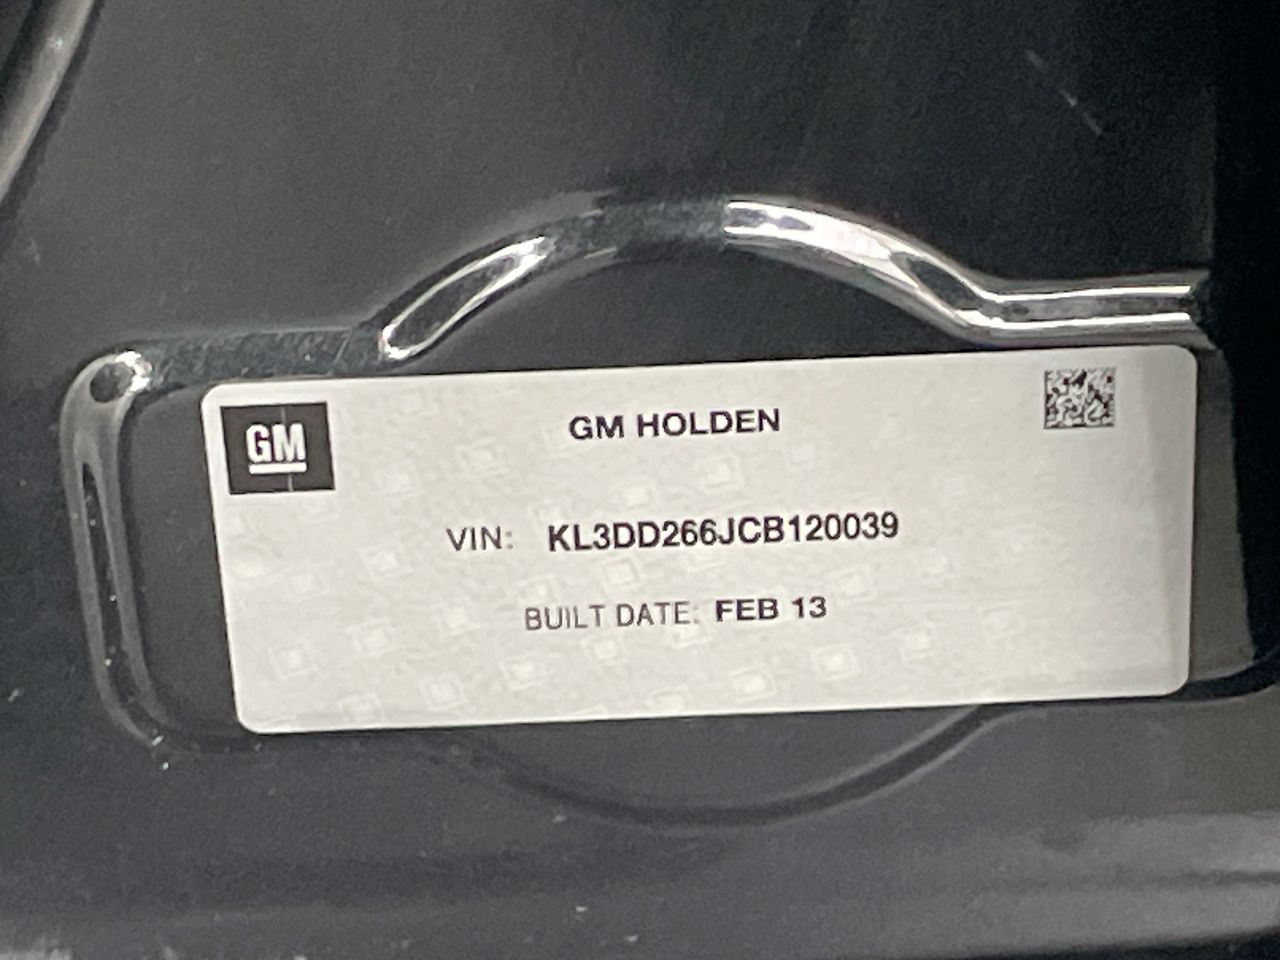 GM
GM HOLDEN
VIN: KL3DD266JCB120039
BUILT DATE: FEB 13